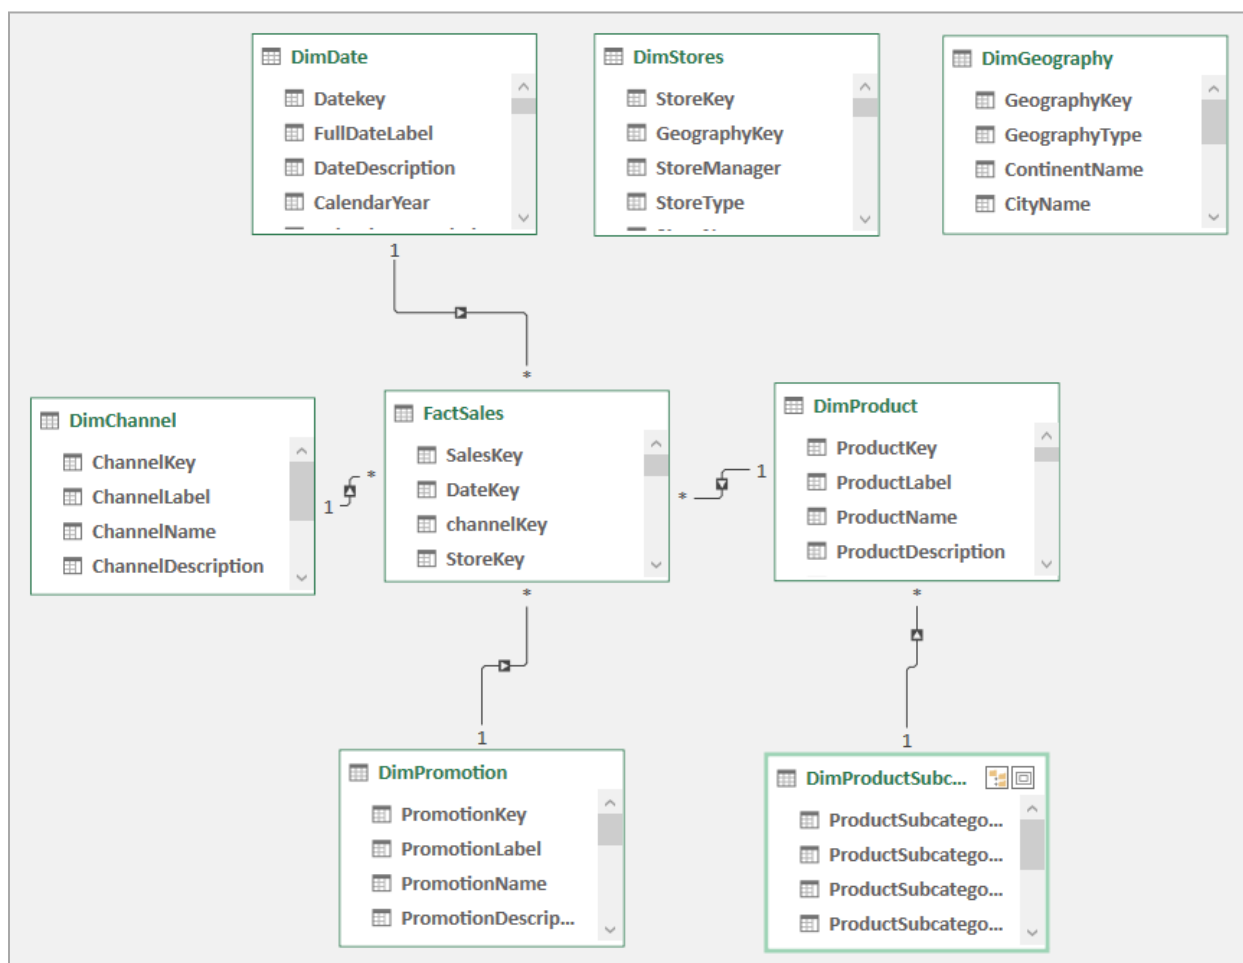 DimDate
Datekey
FullDateLabel
DateDescription
CalendarYear
DimStores
StoreKey
GeographyKey
StoreManager
StoreType
DimGeography
GeographyKey
GeographyType
ContinentName
CityName
1
*
DimChannel
ChannelKey
ChannelLabel
ChannelName
ChannelDescription
1
*
FactSales
SalesKey
DateKey
channelKey
StoreKey
*
1
DimProduct
ProductKey
ProductLabel
ProductName
ProductDescription
*
1
DimPromotion
PromotionKey
PromotionLabel
PromotionName
PromotionDescrip...
*
1
DimProductSubc...
ProductSubcatego...
ProductSubcatego...
ProductSubcatego...
ProductSubcatego...